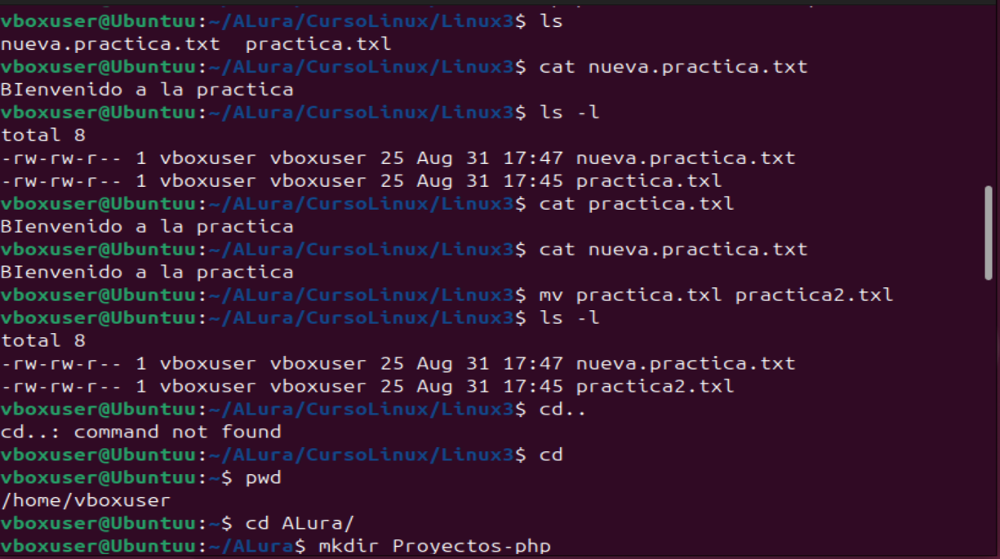 vboxuser@Ubuntuu:~/ALura/CursoLinux/Linux3$ ls
nueva.practica.txt  practica.txl
vboxuser@Ubuntuu:~/ALura/CursoLinux/Linux3$ cat nueva.practica.txt
BIenvenido a la practica
vboxuser@Ubuntuu:~/ALura/CursoLinux/Linux3$ ls -l
total 8
-rw-rw-r-- 1 vboxuser vboxuser 25 Aug 31 17:47 nueva.practica.txt
-rw-rw-r-- 1 vboxuser vboxuser 25 Aug 31 17:45 practica.txl
vboxuser@Ubuntuu:~/ALura/CursoLinux/Linux3$ cat practica.txl
BIenvenido a la practica
vboxuser@Ubuntuu:~/ALura/CursoLinux/Linux3$ cat nueva.practica.txt
BIenvenido a la practica
vboxuser@Ubuntuu:~/ALura/CursoLinux/Linux3$ mv practica.txl practica2.txl
vboxuser@Ubuntuu:~/ALura/CursoLinux/Linux3$ ls -l
total 8
-rw-rw-r-- 1 vboxuser vboxuser 25 Aug 31 17:47 nueva.practica.txt
-rw-rw-r-- 1 vboxuser vboxuser 25 Aug 31 17:45 practica2.txl
vboxuser@Ubuntuu:~/ALura/CursoLinux/Linux3$ cd..
cd..: command not found
vboxuser@Ubuntuu:~/ALura/CursoLinux/Linux3$ cd
vboxuser@Ubuntuu:~$ pwd
/home/vboxuser
vboxuser@Ubuntuu:~$ cd ALura/
vboxuser@Ubuntuu:~/ALura$ mkdir Proyectos-php